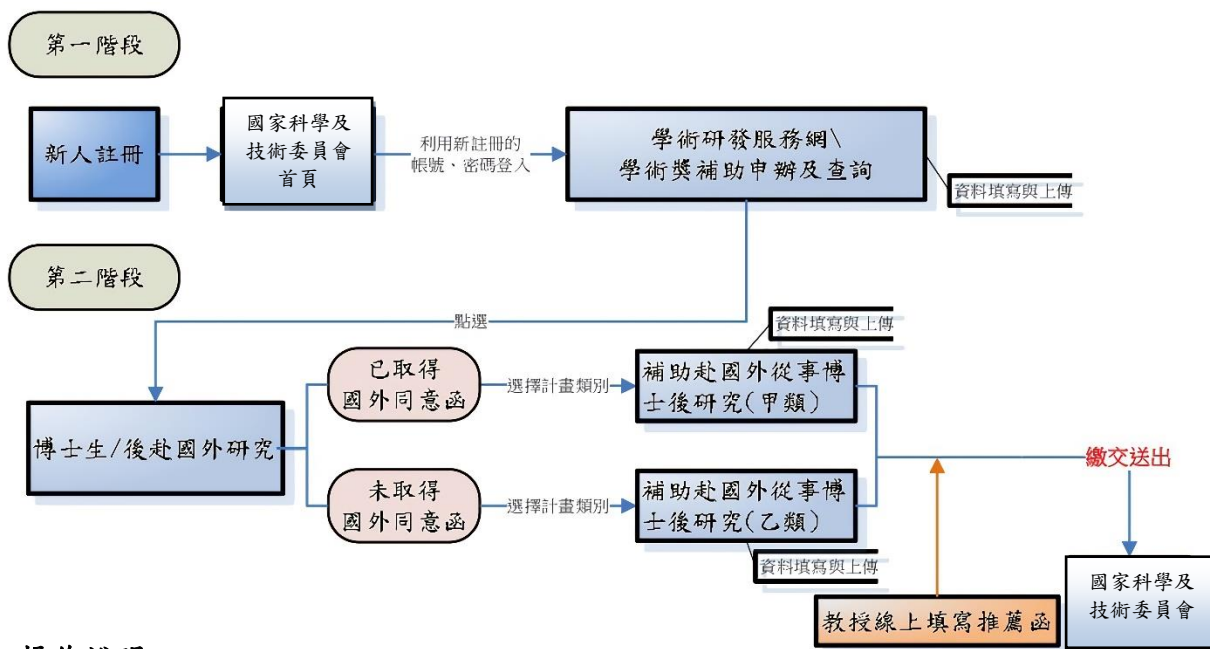 第一階段
新人註冊
國家科學及
技術委員會
首頁
利用新註冊的
帳號、密碼登入
學術研發服務網\
學術獎補助申辦及查詢
資料填寫與上傳
第二階段
點選
資料填寫與上傳
博士生/後赴國外研究
已取得
國外同意函
選擇計畫類別
補助赴國外從事博
士後研究(甲類)
未取得
國外同意函
選擇計畫類別
補助赴國外從事博
士後研究(乙類)
資料填寫與上傳
繳交送出
教授線上填寫推薦函
國家科學及
技術委員會